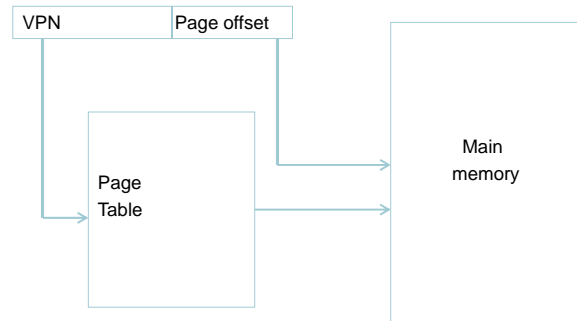 VPN
Page offset
Main
memory
Page
Table